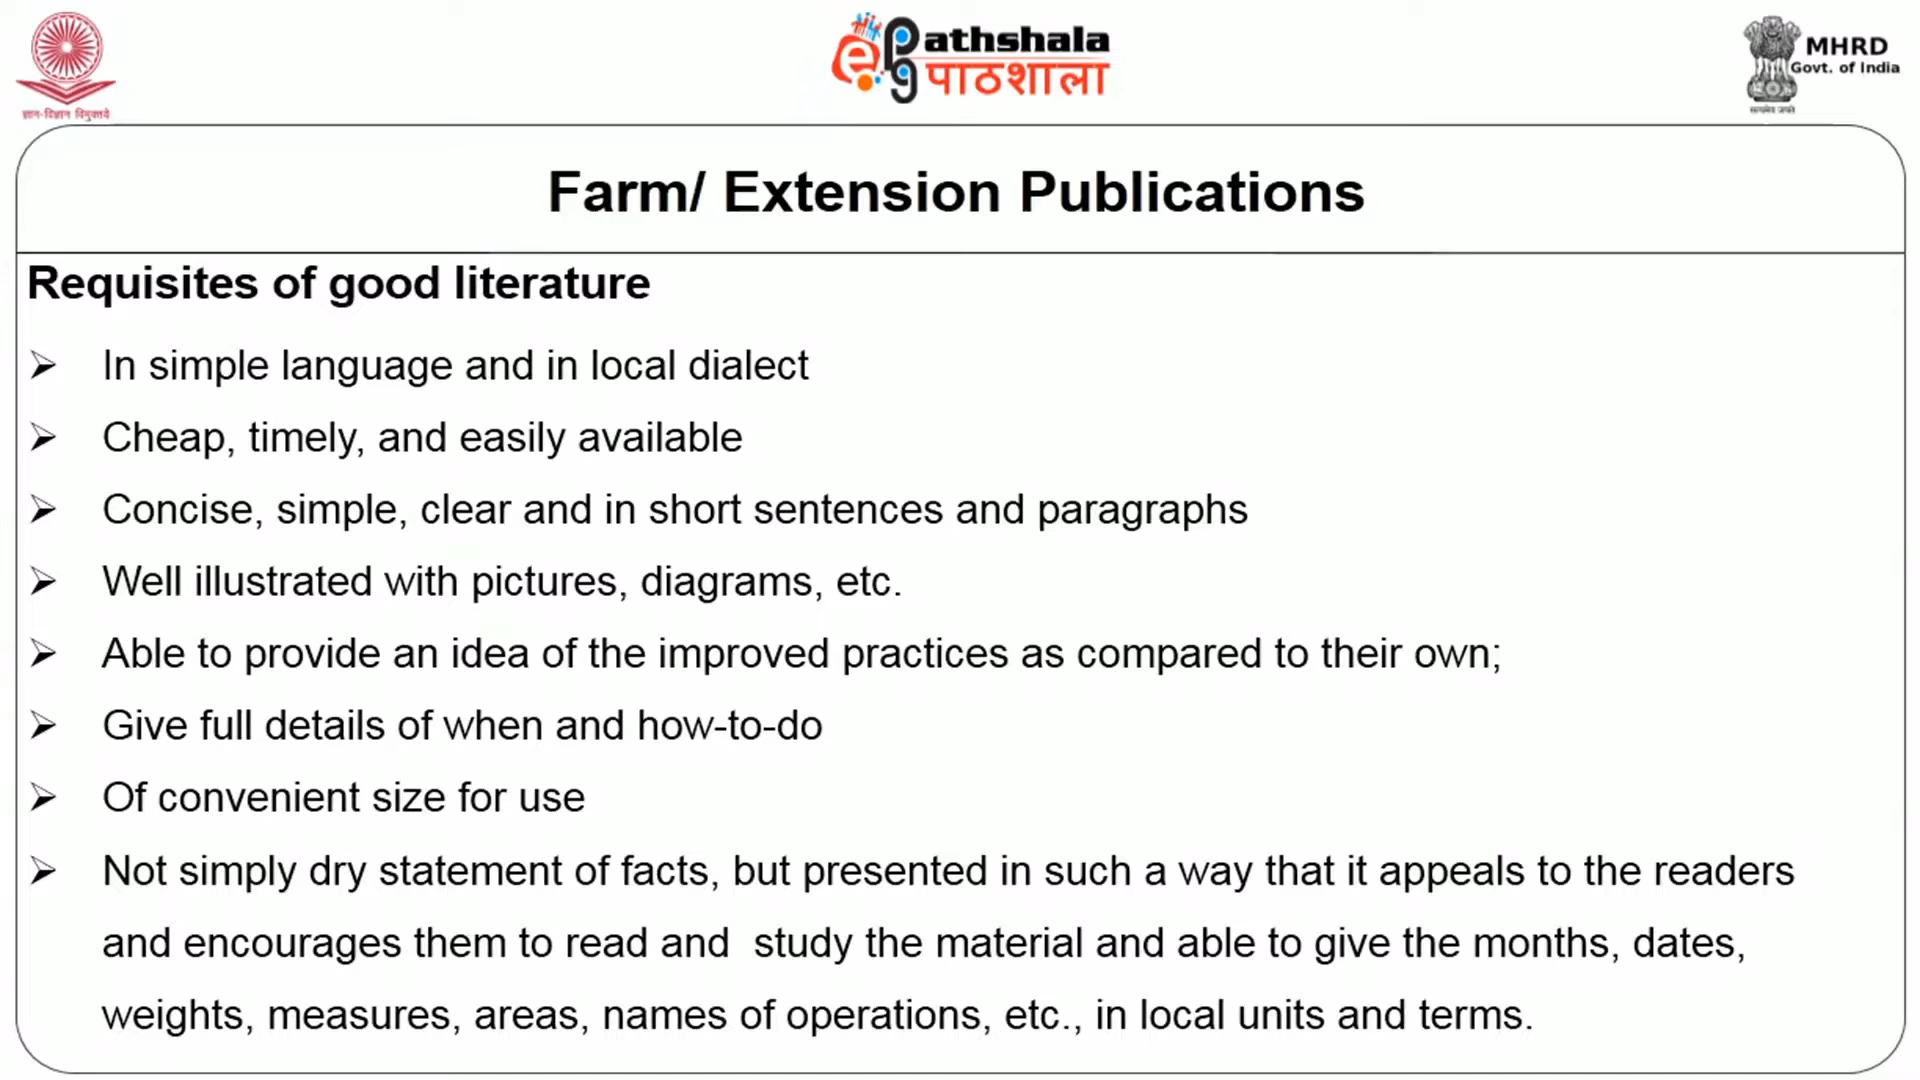 ज्ञान-विज्ञान विमुक्तये
e
pg
athshala
पाठशाला
MHRD
Govt. of India
सत्यमेव जयते
Farm/ Extension Publications
Requisites of good literature
In simple language and in local dialect
Cheap, timely, and easily available
Concise, simple, clear and in short sentences and paragraphs
Well illustrated with pictures, diagrams, etc.
Able to provide an idea of the improved practices as compared to their own;
Give full details of when and how-to-do
Of convenient size for use
Not simply dry statement of facts, but presented in such a way that it appeals to the readers
and encourages them to read and  study the material and able to give the months, dates,
weights, measures, areas, names of operations, etc., in local units and terms.